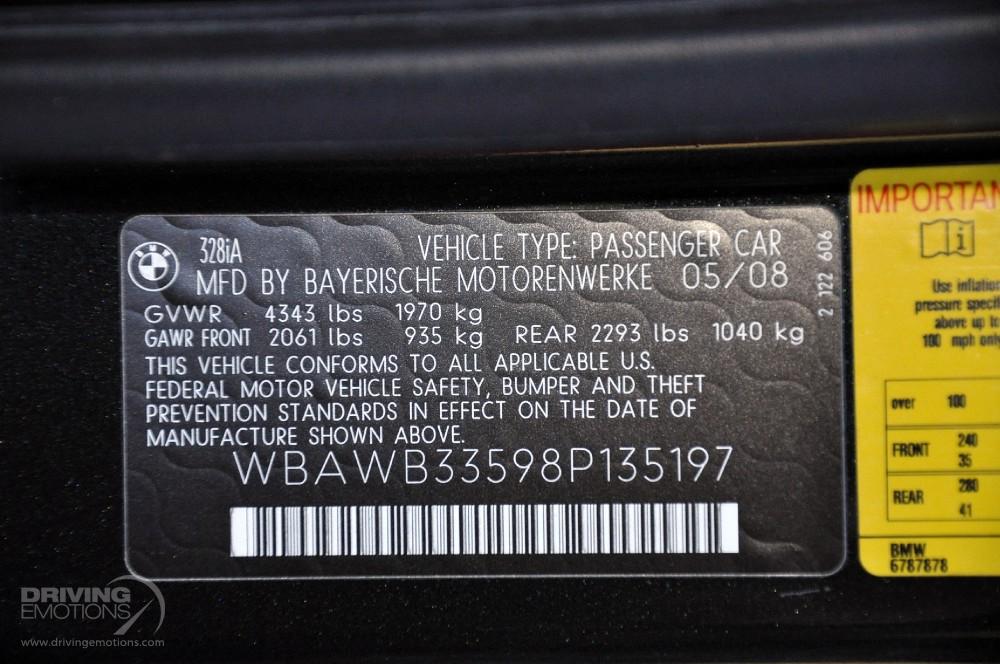 328iA VEHICLE TYPE: PASSENGER CAR
MFD BY BAYERISCHE MOTORENWERKE 05/08
GVWR 4343 lbs 1970 kg
GAWR FRONT 2061 lbs 935 kg REAR 2293 lbs 1040 kg
THIS VEHICLE CONFORMS TO ALL APPLICABLE U.S.
FEDERAL MOTOR VEHICLE SAFETY, BUMPER AND THEFT
PREVENTION STANDARDS IN EFFECT ON THE DATE OF
MANUFACTURE SHOWN ABOVE.
WBAWB33598P135197
2 122 606
IMPORTAN
Use inflation
pressure specif
above up to
100 mph only
over 100
FRONT 240
35
REAR 280
41
BMW
6787878
DRIVING
EMOTIONS
www.drivingemotions.com